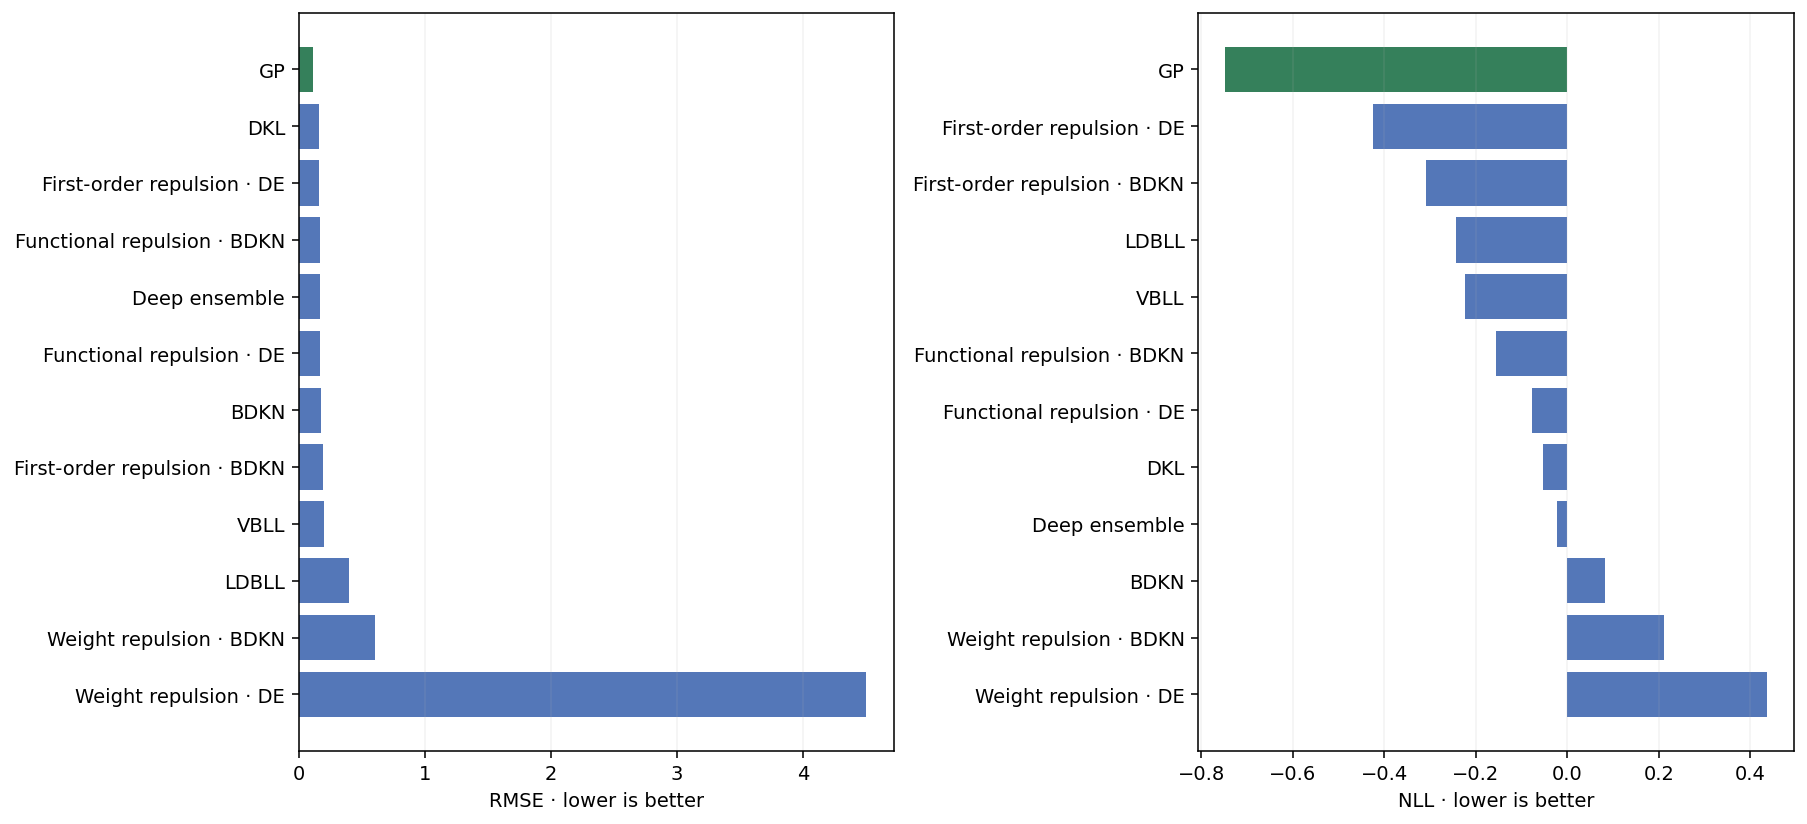 GP
DKL
First-order repulsion · DE
Functional repulsion · BDKN
Deep ensemble
Functional repulsion · DE
BDKN
First-order repulsion · BDKN
VBLL
LDBLL
Weight repulsion · BDKN
Weight repulsion · DE
0 1 2 3 4
RMSE · lower is better
GP
First-order repulsion · DE
First-order repulsion · BDKN
LDBLL
VBLL
Functional repulsion · BDKN
Functional repulsion · DE
DKL
Deep ensemble
BDKN
Weight repulsion · BDKN
Weight repulsion · DE
−0.8 −0.6 −0.4 −0.2 0.0 0.2 0.4
NLL · lower is better